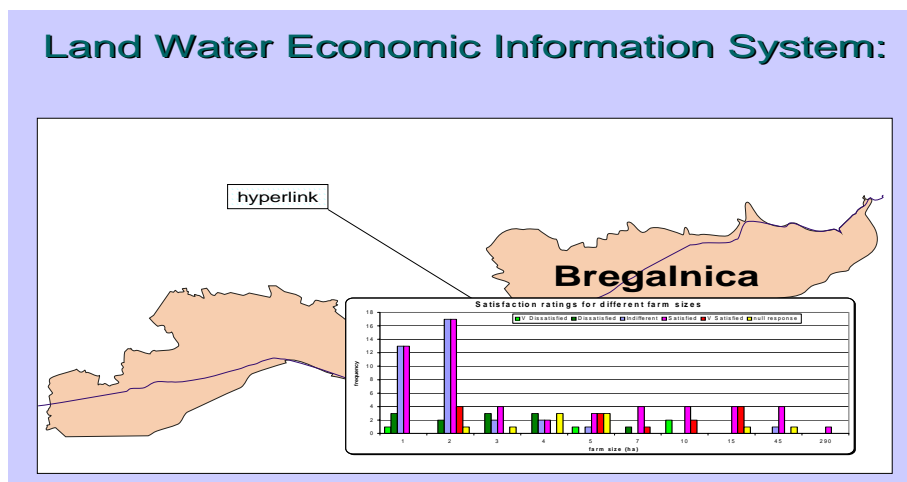 Land Water Economic Information System:
hyperlink
Bregalnica
Satisfaction ratings for different farm sizes
V Dissatisfied Dissatisfied Indifferent Satisfied V Satisfied null response
18
16
14
12
10
8
6
4
2
0
frequency
1 2 3 4 5 7 10 15 45 290
farm size (ha)